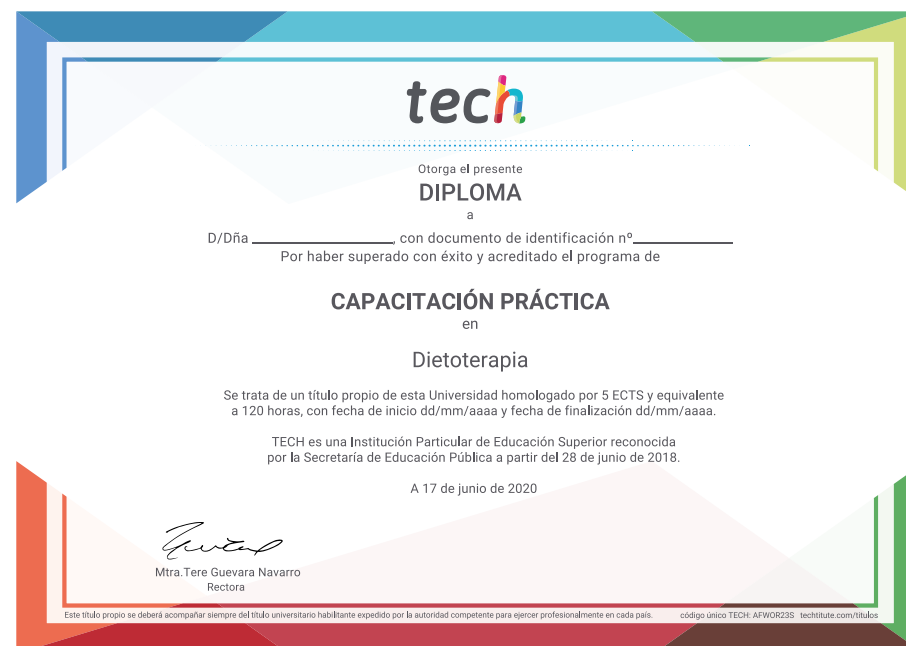 tech
Otorga el presente
DIPLOMA
a
D/Dña ____________________, con documento de identificación nº______________
Por haber superado con éxito y acreditado el programa de
CAPACITACIÓN PRÁCTICA
en
Dietoterapia
Se trata de un título propio de esta Universidad homologado por 5 ECTS y equivalente
a 120 horas, con fecha de inicio dd/mm/aaaa y fecha de finalización dd/mm/aaaa.
TECH es una Institución Particular de Educación Superior reconocida
por la Secretaría de Educación Pública a partir del 28 de junio de 2018.
A 17 de junio de 2020
Mtra.Tere Guevara Navarro
Rectora
Este título propio se deberá acompañar siempre del título universitario habilitante expedido por la autoridad competente para ejercer profesionalmente en cada país. código único TECH: AFWOR23S techtitute.com/titulos